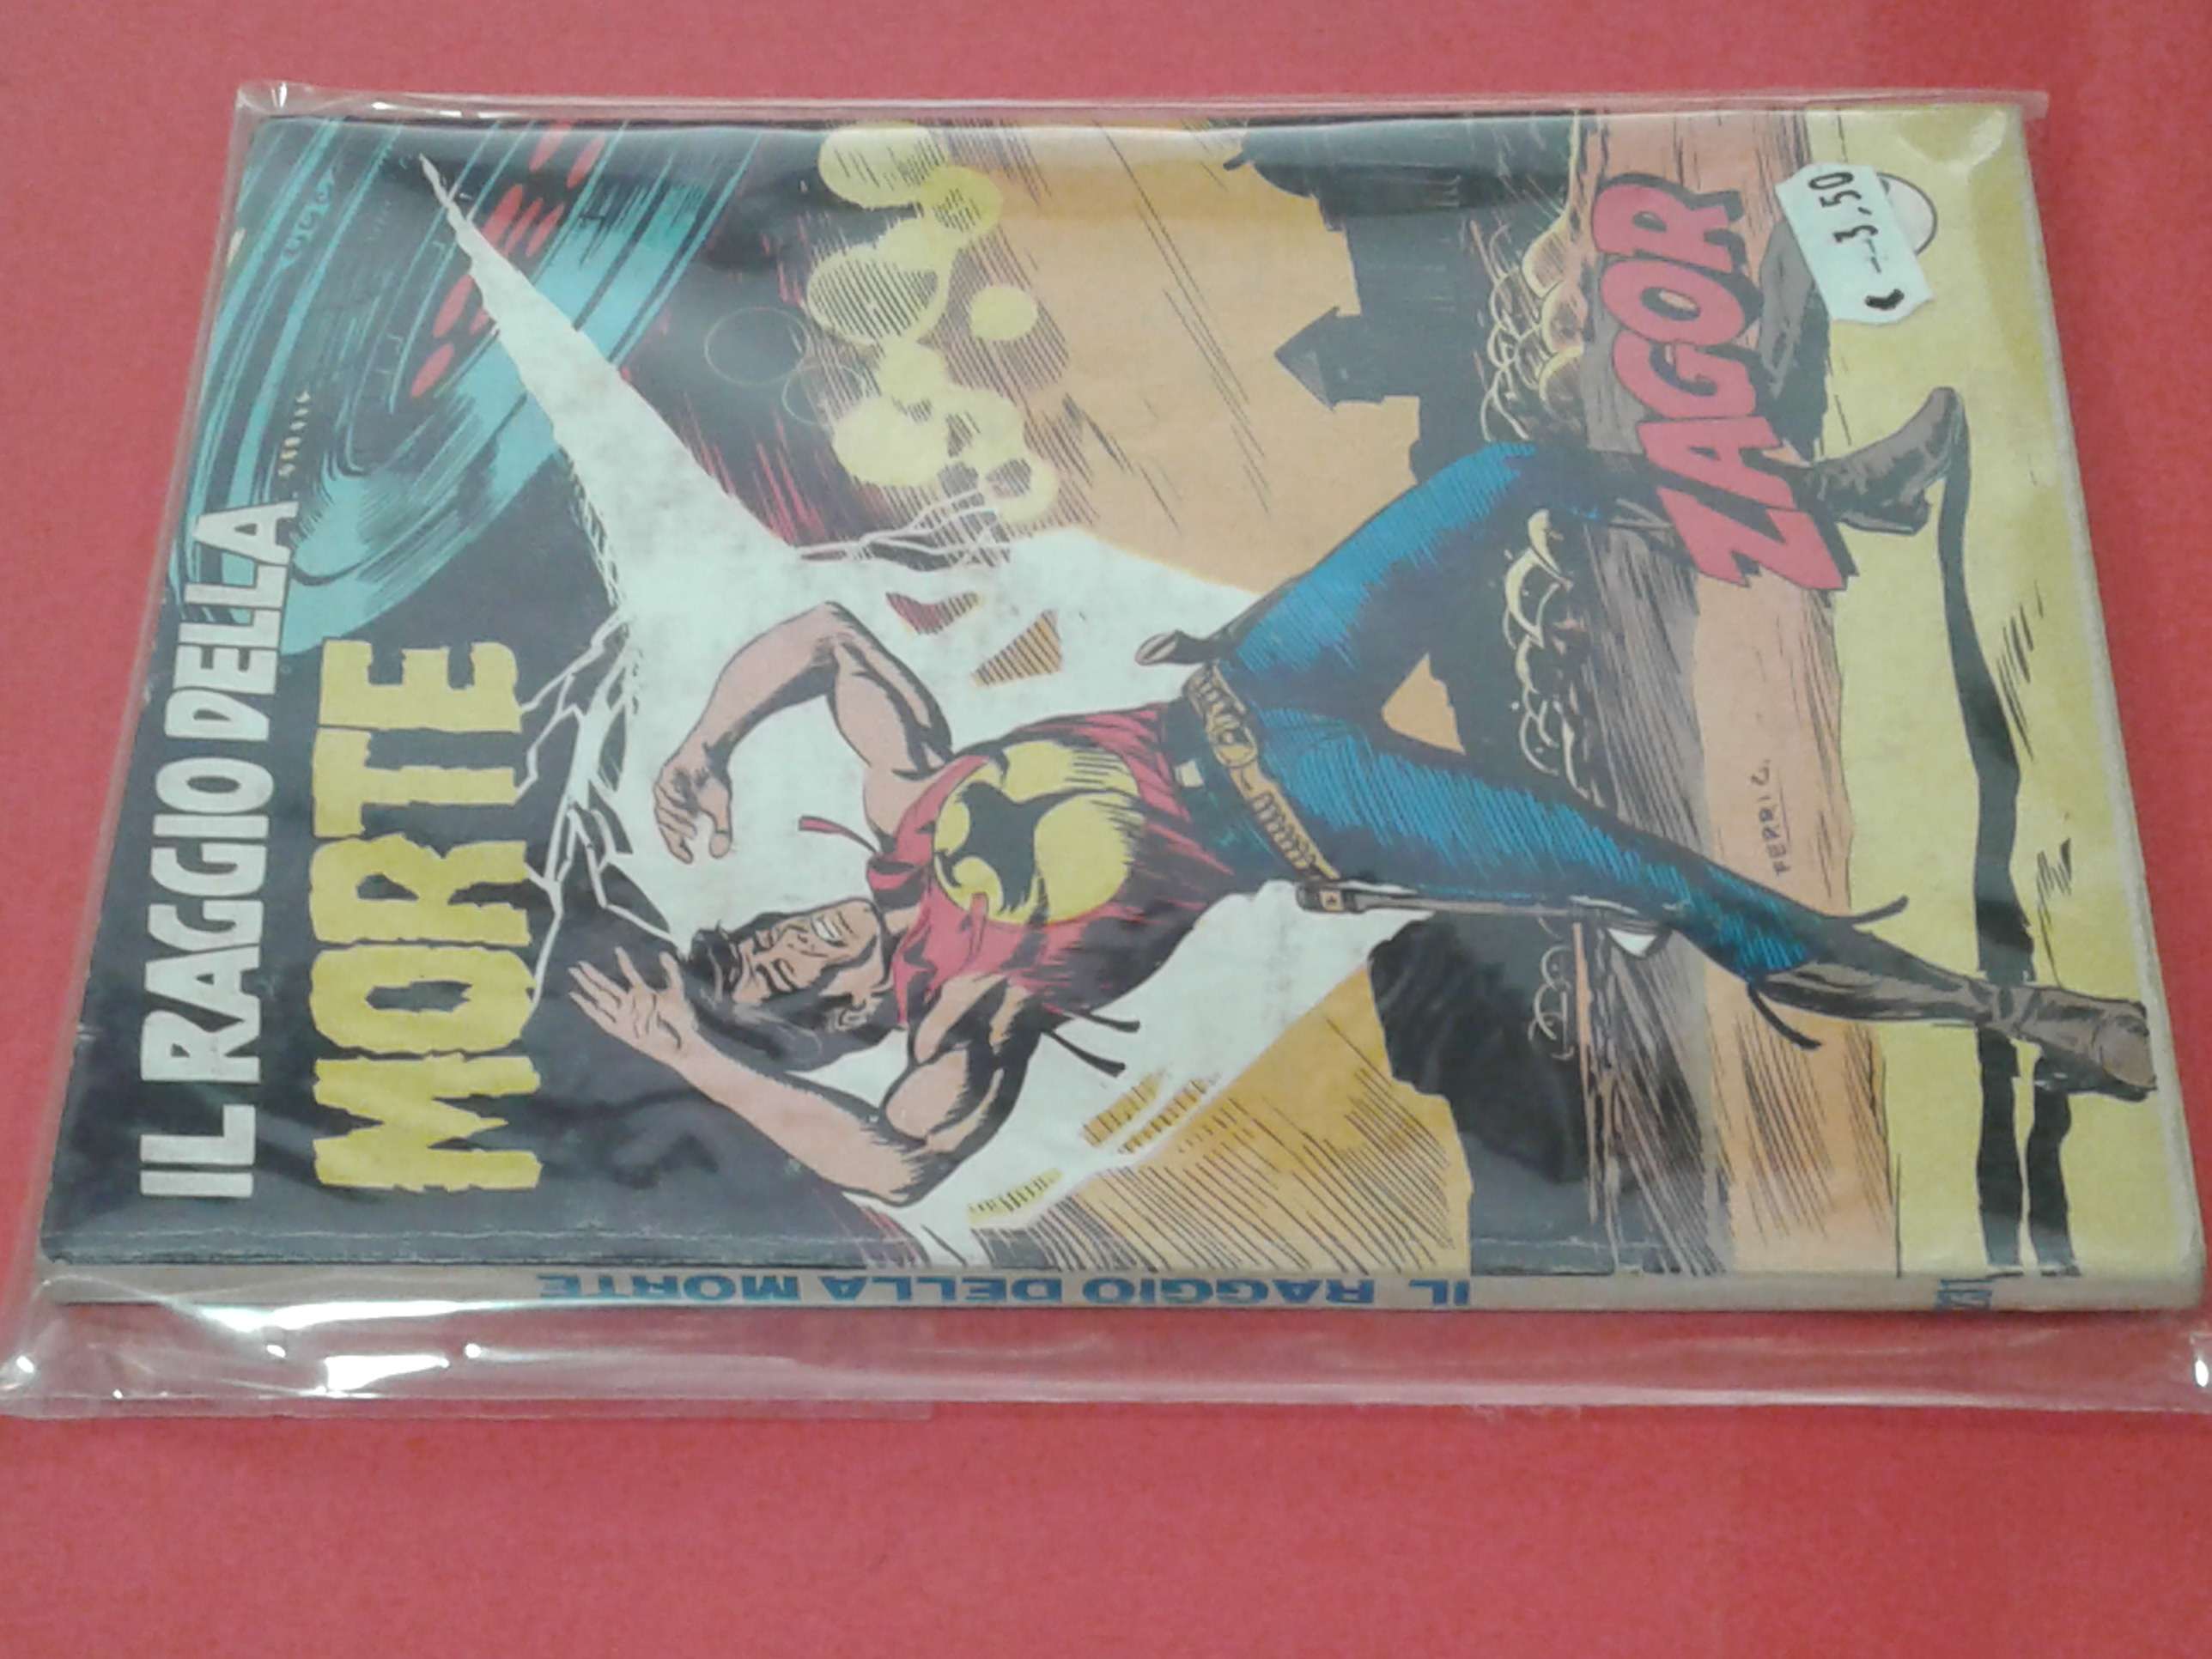 IL RAGGIO DELLA
MORTE
ZAGOR
€ 3,50
FERRI G.
IL RAGGIO DELLA MORTE